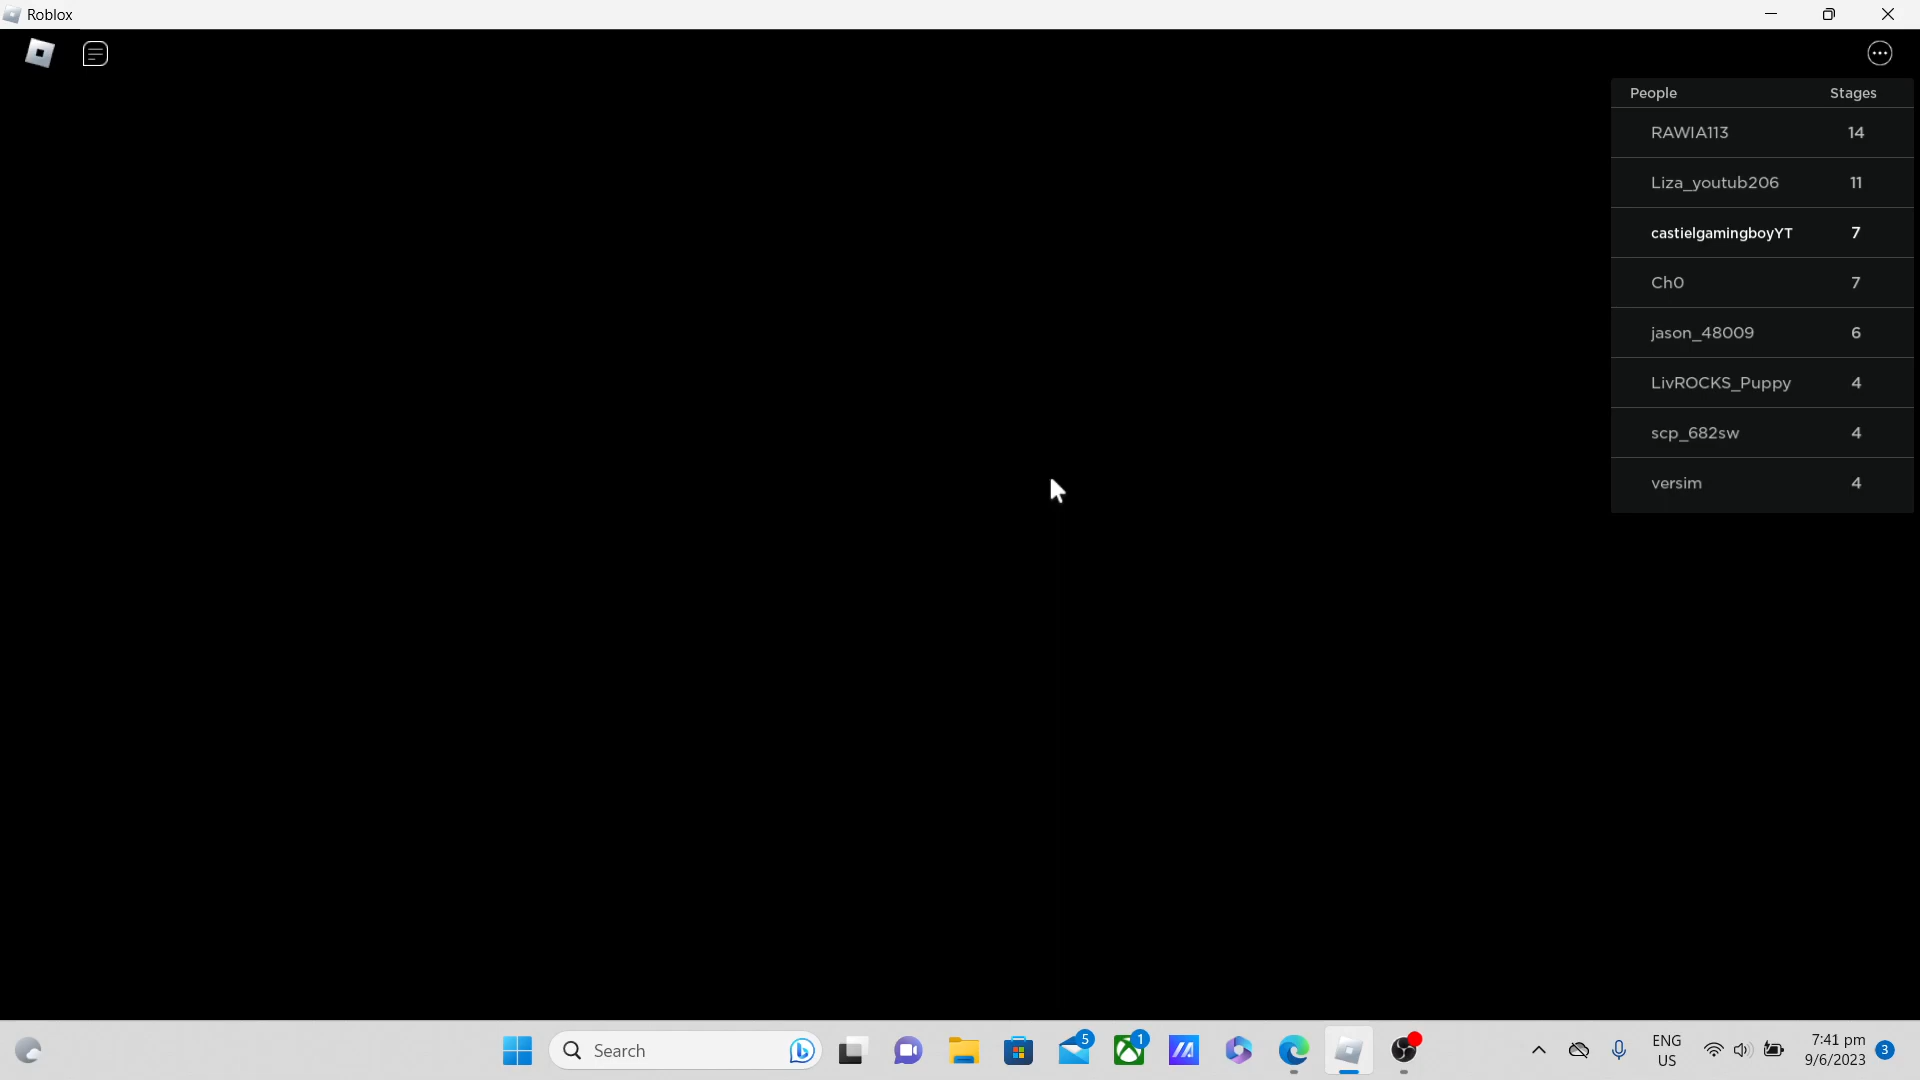 Roblox
People Stages
RAWIA113 14
Liza_youtub206 11
castielgamingboyYT 7
Ch0 7
jason_48009 6
LivROCKS_Puppy 4
scp_682sw 4
versim 4
Search
5
1
ENG
US
7:41 pm
9/6/2023
3